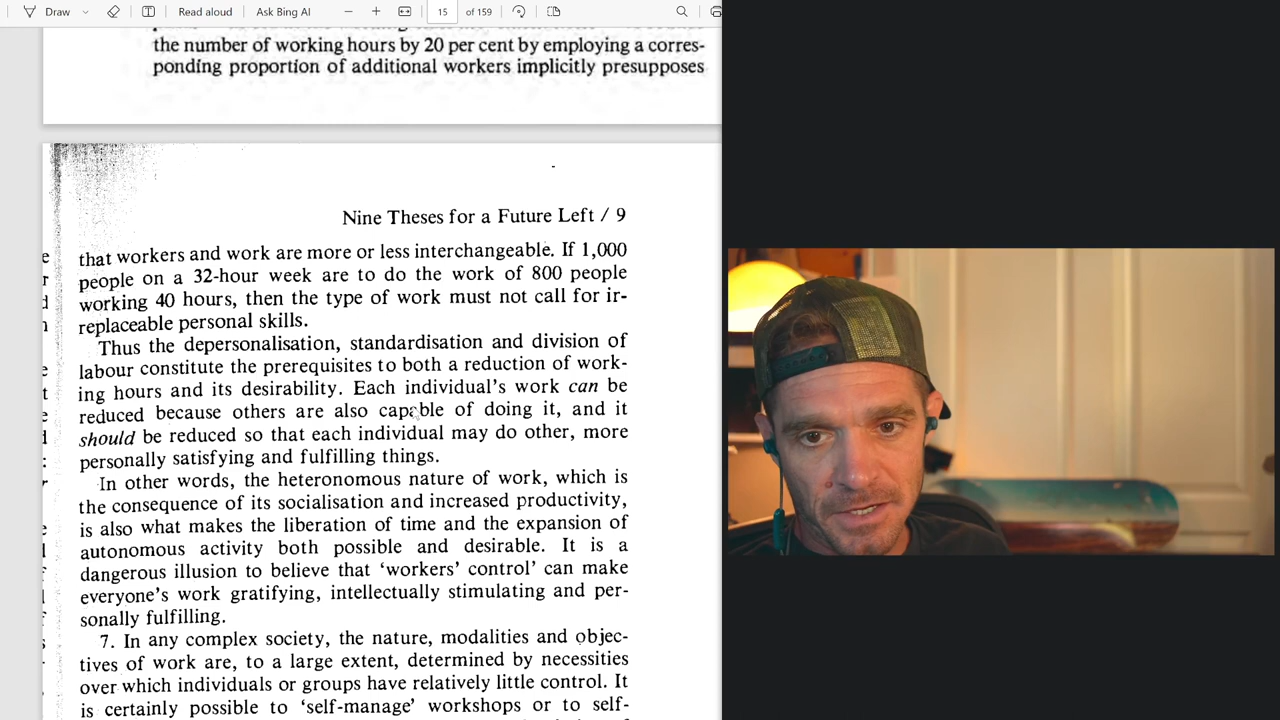 Draw
Read aloud
Ask Bing AI
15 of 159
the number of working hours by 20 per cent by employing a corres-
ponding proportion of additional workers implicitly presupposes
Nine Theses for a Future Left / 9
that workers and work are more or less interchangeable. If 1,000
people on a 32-hour week are to do the work of 800 people
working 40 hours, then the type of work must not call for ir-
replaceable personal skills.
Thus the depersonalisation, standardisation and division of
labour constitute the prerequisites to both a reduction of work-
ing hours and its desirability. Each individual's work can be
reduced because others are also capable of doing it, and it
should be reduced so that each individual may do other, more
personally satisfying and fulfilling things.
In other words, the heteronomous nature of work, which is
the consequence of its socialisation and increased productivity,
is also what makes the liberation of time and the expansion of
autonomous activity both possible and desirable. It is a
dangerous illusion to believe that 'workers' control' can make
everyone's work gratifying, intellectually stimulating and per-
sonally fulfilling.
7. In any complex society, the nature, modalities and objec-
tives of work are, to a large extent, determined by necessities
over which individuals or groups have relatively little control. It
is certainly possible to 'self-manage' workshops or to self-